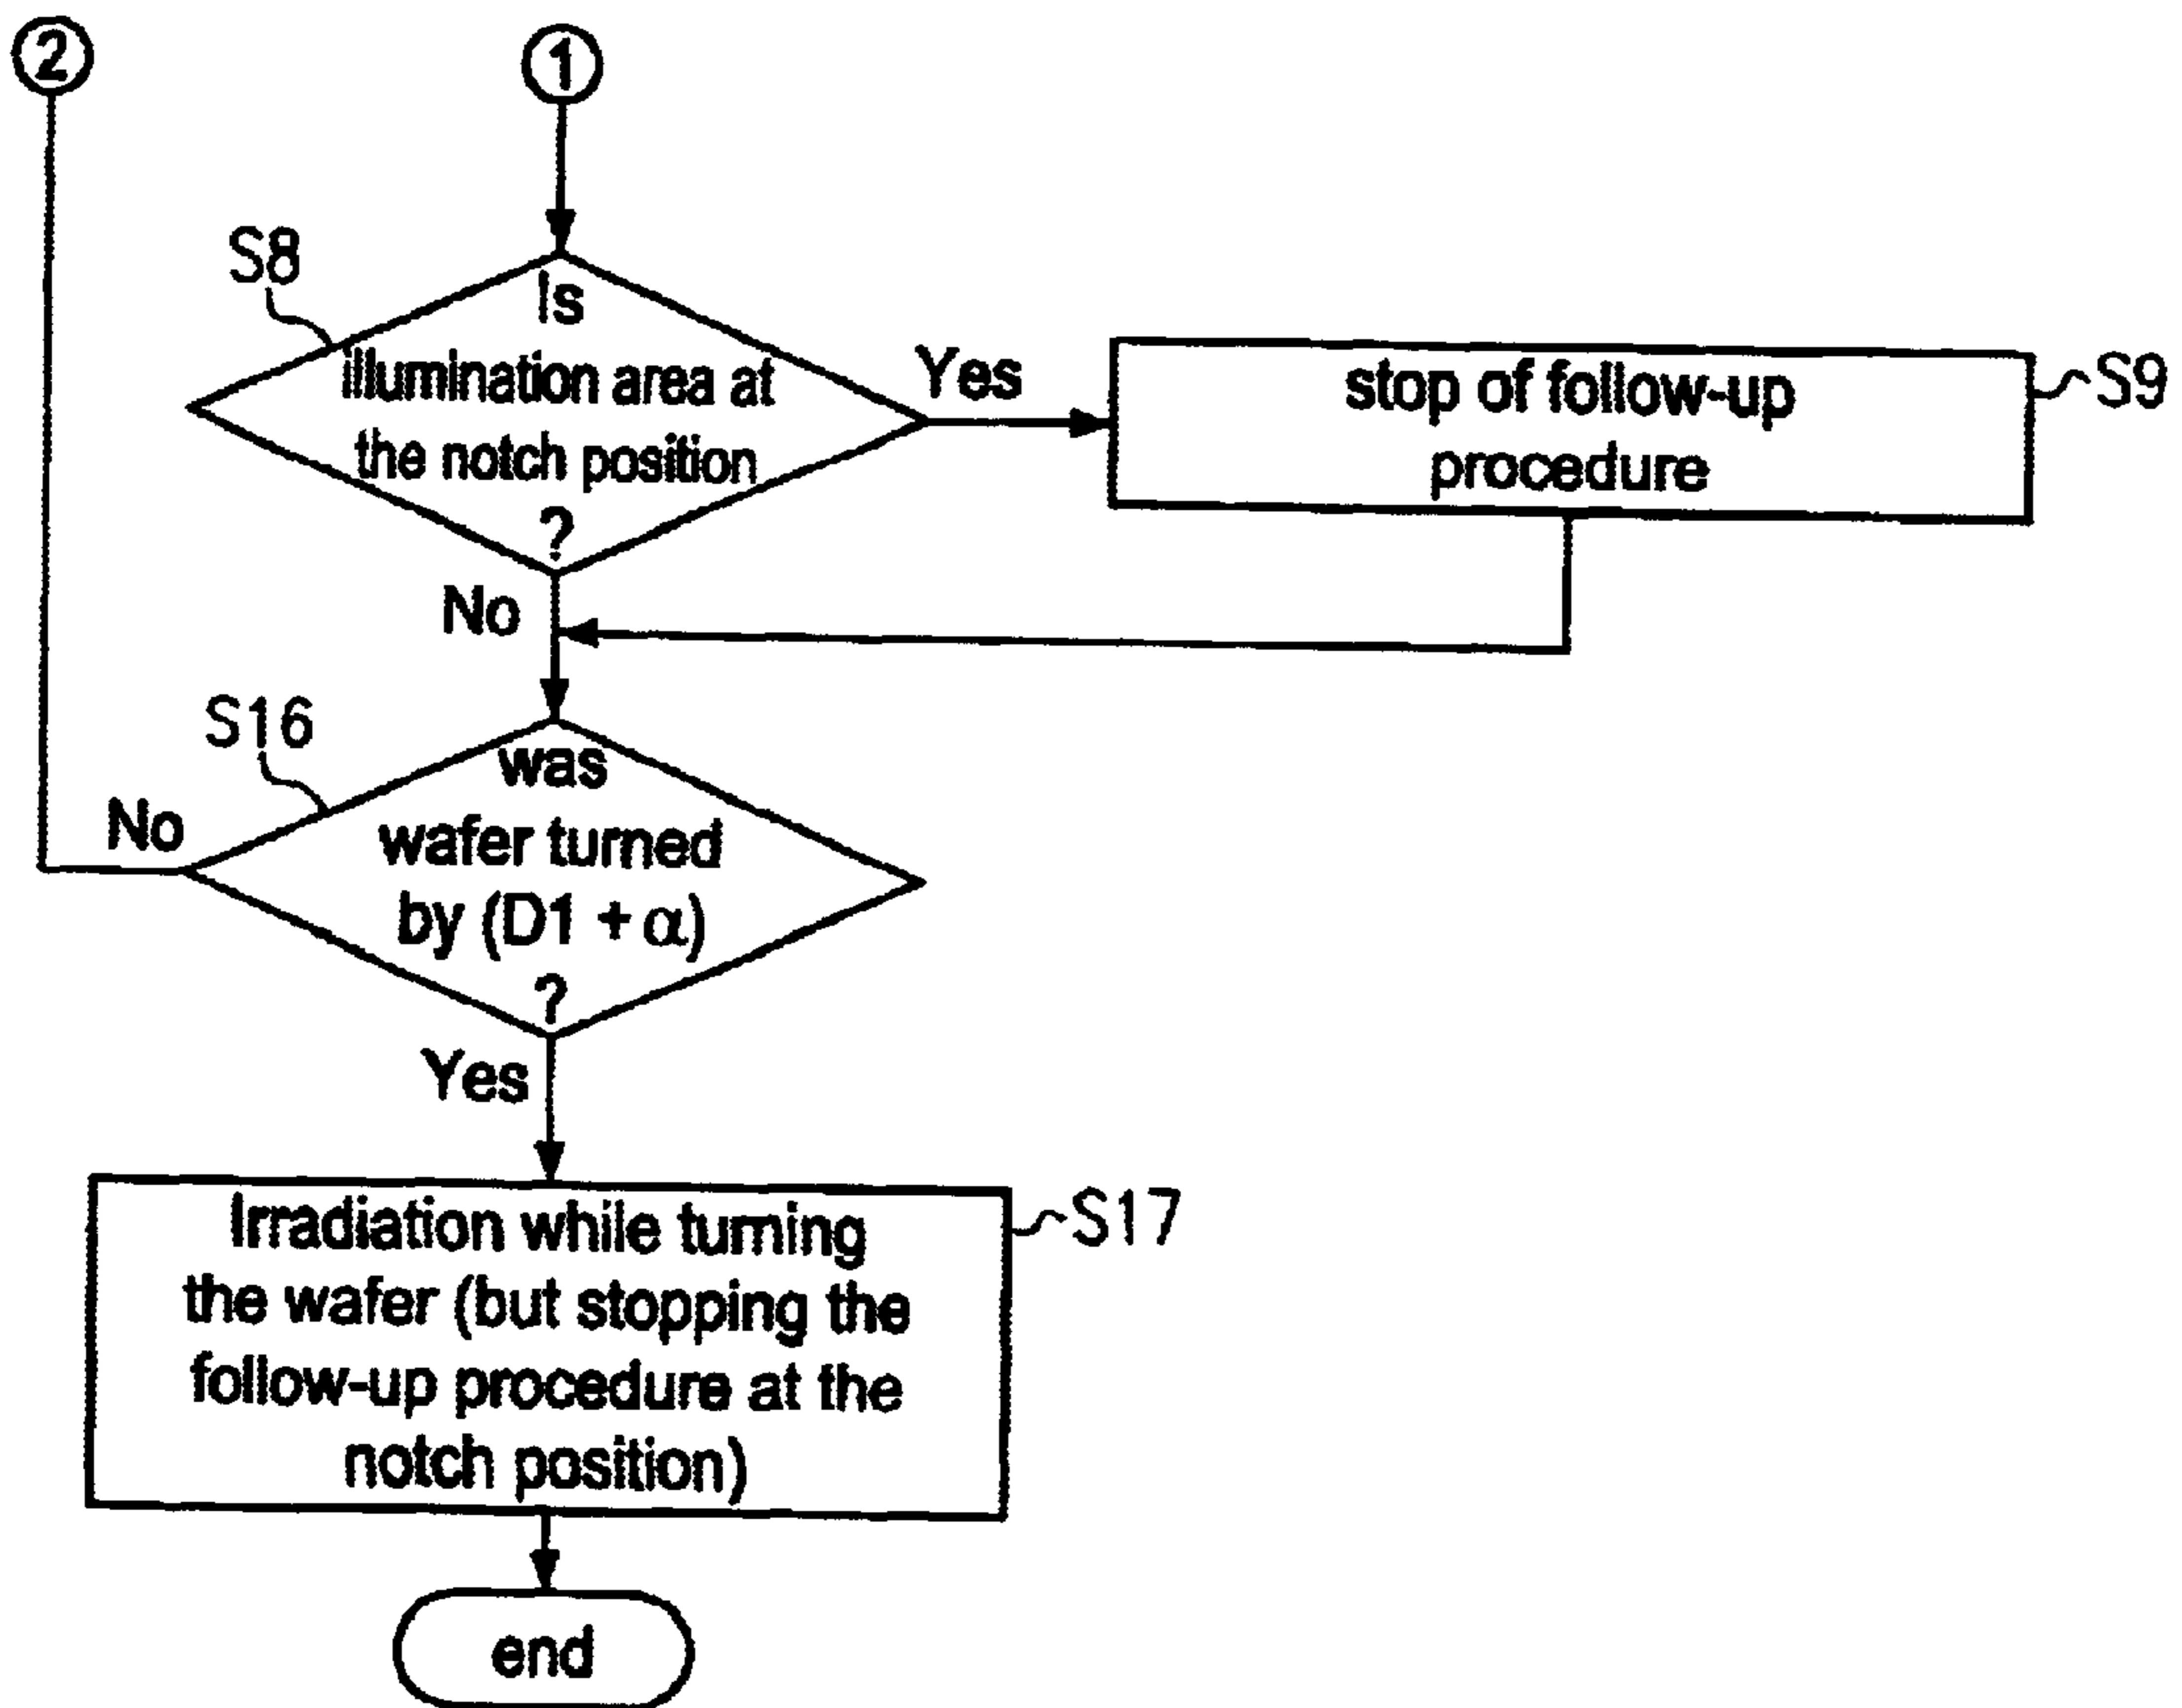 ②
①
S8
Is
illumination area at
the notch position
?
Yes
stop of follow-up
procedure
S9
No
S16
was
wafer turned
by (D1 + α)
?
No
Yes
Irradiation while turning
the wafer (but stopping the
follow-up procedure at the
notch position)
S17
end